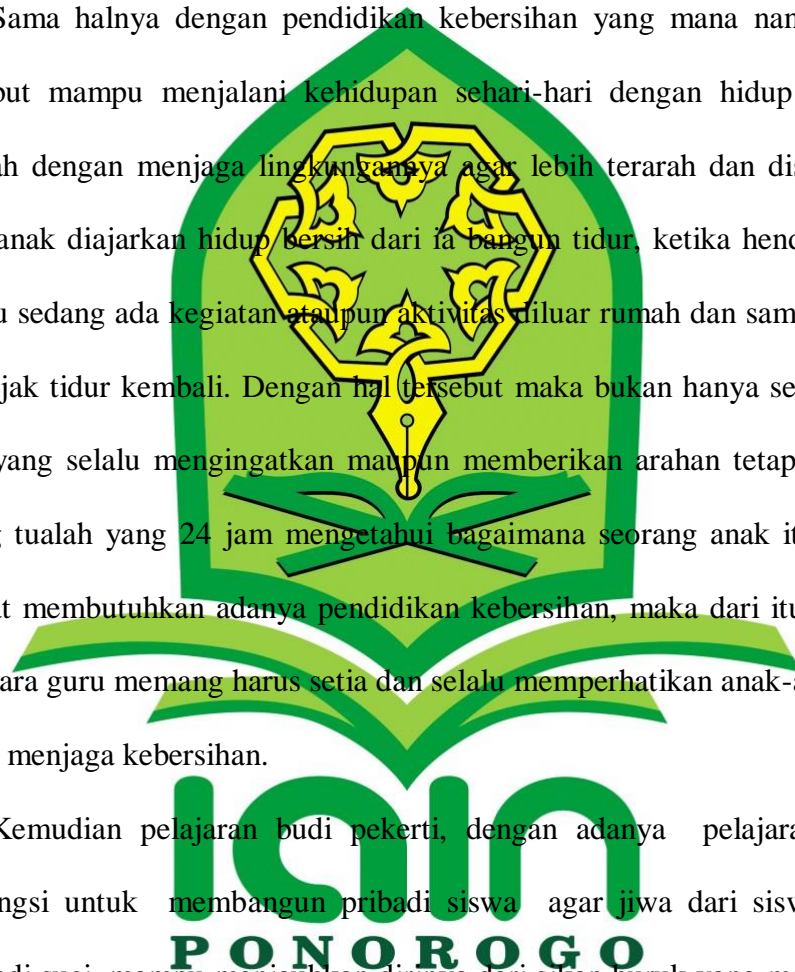 Sama halnya dengan pendidikan kebersihan yang mana nan
but mampu menjalani kehidupan sehari-hari dengan hidup
ah dengan menjaga lingkungannya agar lebih terarah dan dis
anak diajarkan hidup bersih dari ia bangun tidur, ketika hend
u sedang ada kegiatan ataupun aktivitas diluar rumah dan sam
jak tidur kembali. Dengan hal tersebut maka bukan hanya se
yang selalu mengingatkan maupun memberikan arahan tetap
g tualah yang 24 jam mengetahui bagaimana seorang anak it
at membutuhkan adanya pendidikan kebersihan, maka dari itu
ara guru memang harus setia dan selalu memperhatikan anak-a
menjaga kebersihan.
Kemudian pelajaran budi pekerti, dengan adanya pelajara
ngsi untuk membangun pribadi siswa agar jiwa dari sisw
iain
PONOROGO